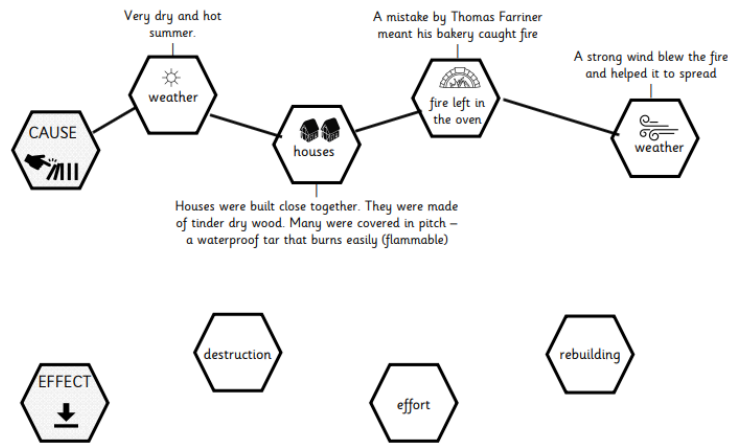 Very dry and hot
summer.
A mistake by Thomas Farriner
meant his bakery caught fire
A strong wind blew the fire
and helped it to spread
CAUSE
weather
houses
fire left in
the oven
weather
Houses were built close together. They were made
of tinder dry wood. Many were covered in pitch –
a waterproof tar that burns easily (flammable)
EFFECT
destruction
effort
rebuilding